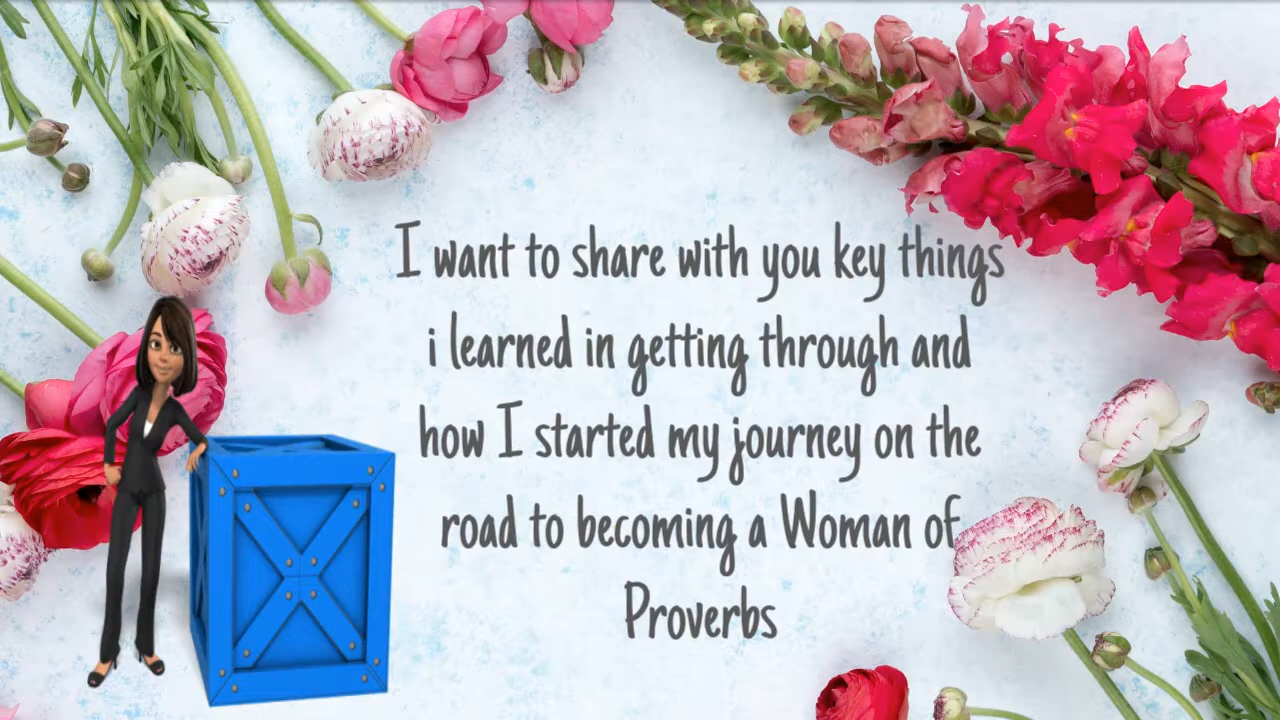 I want to share with you key things
i learned in getting through and
how I started my journey on the
road to becoming a Woman of
Proverbs